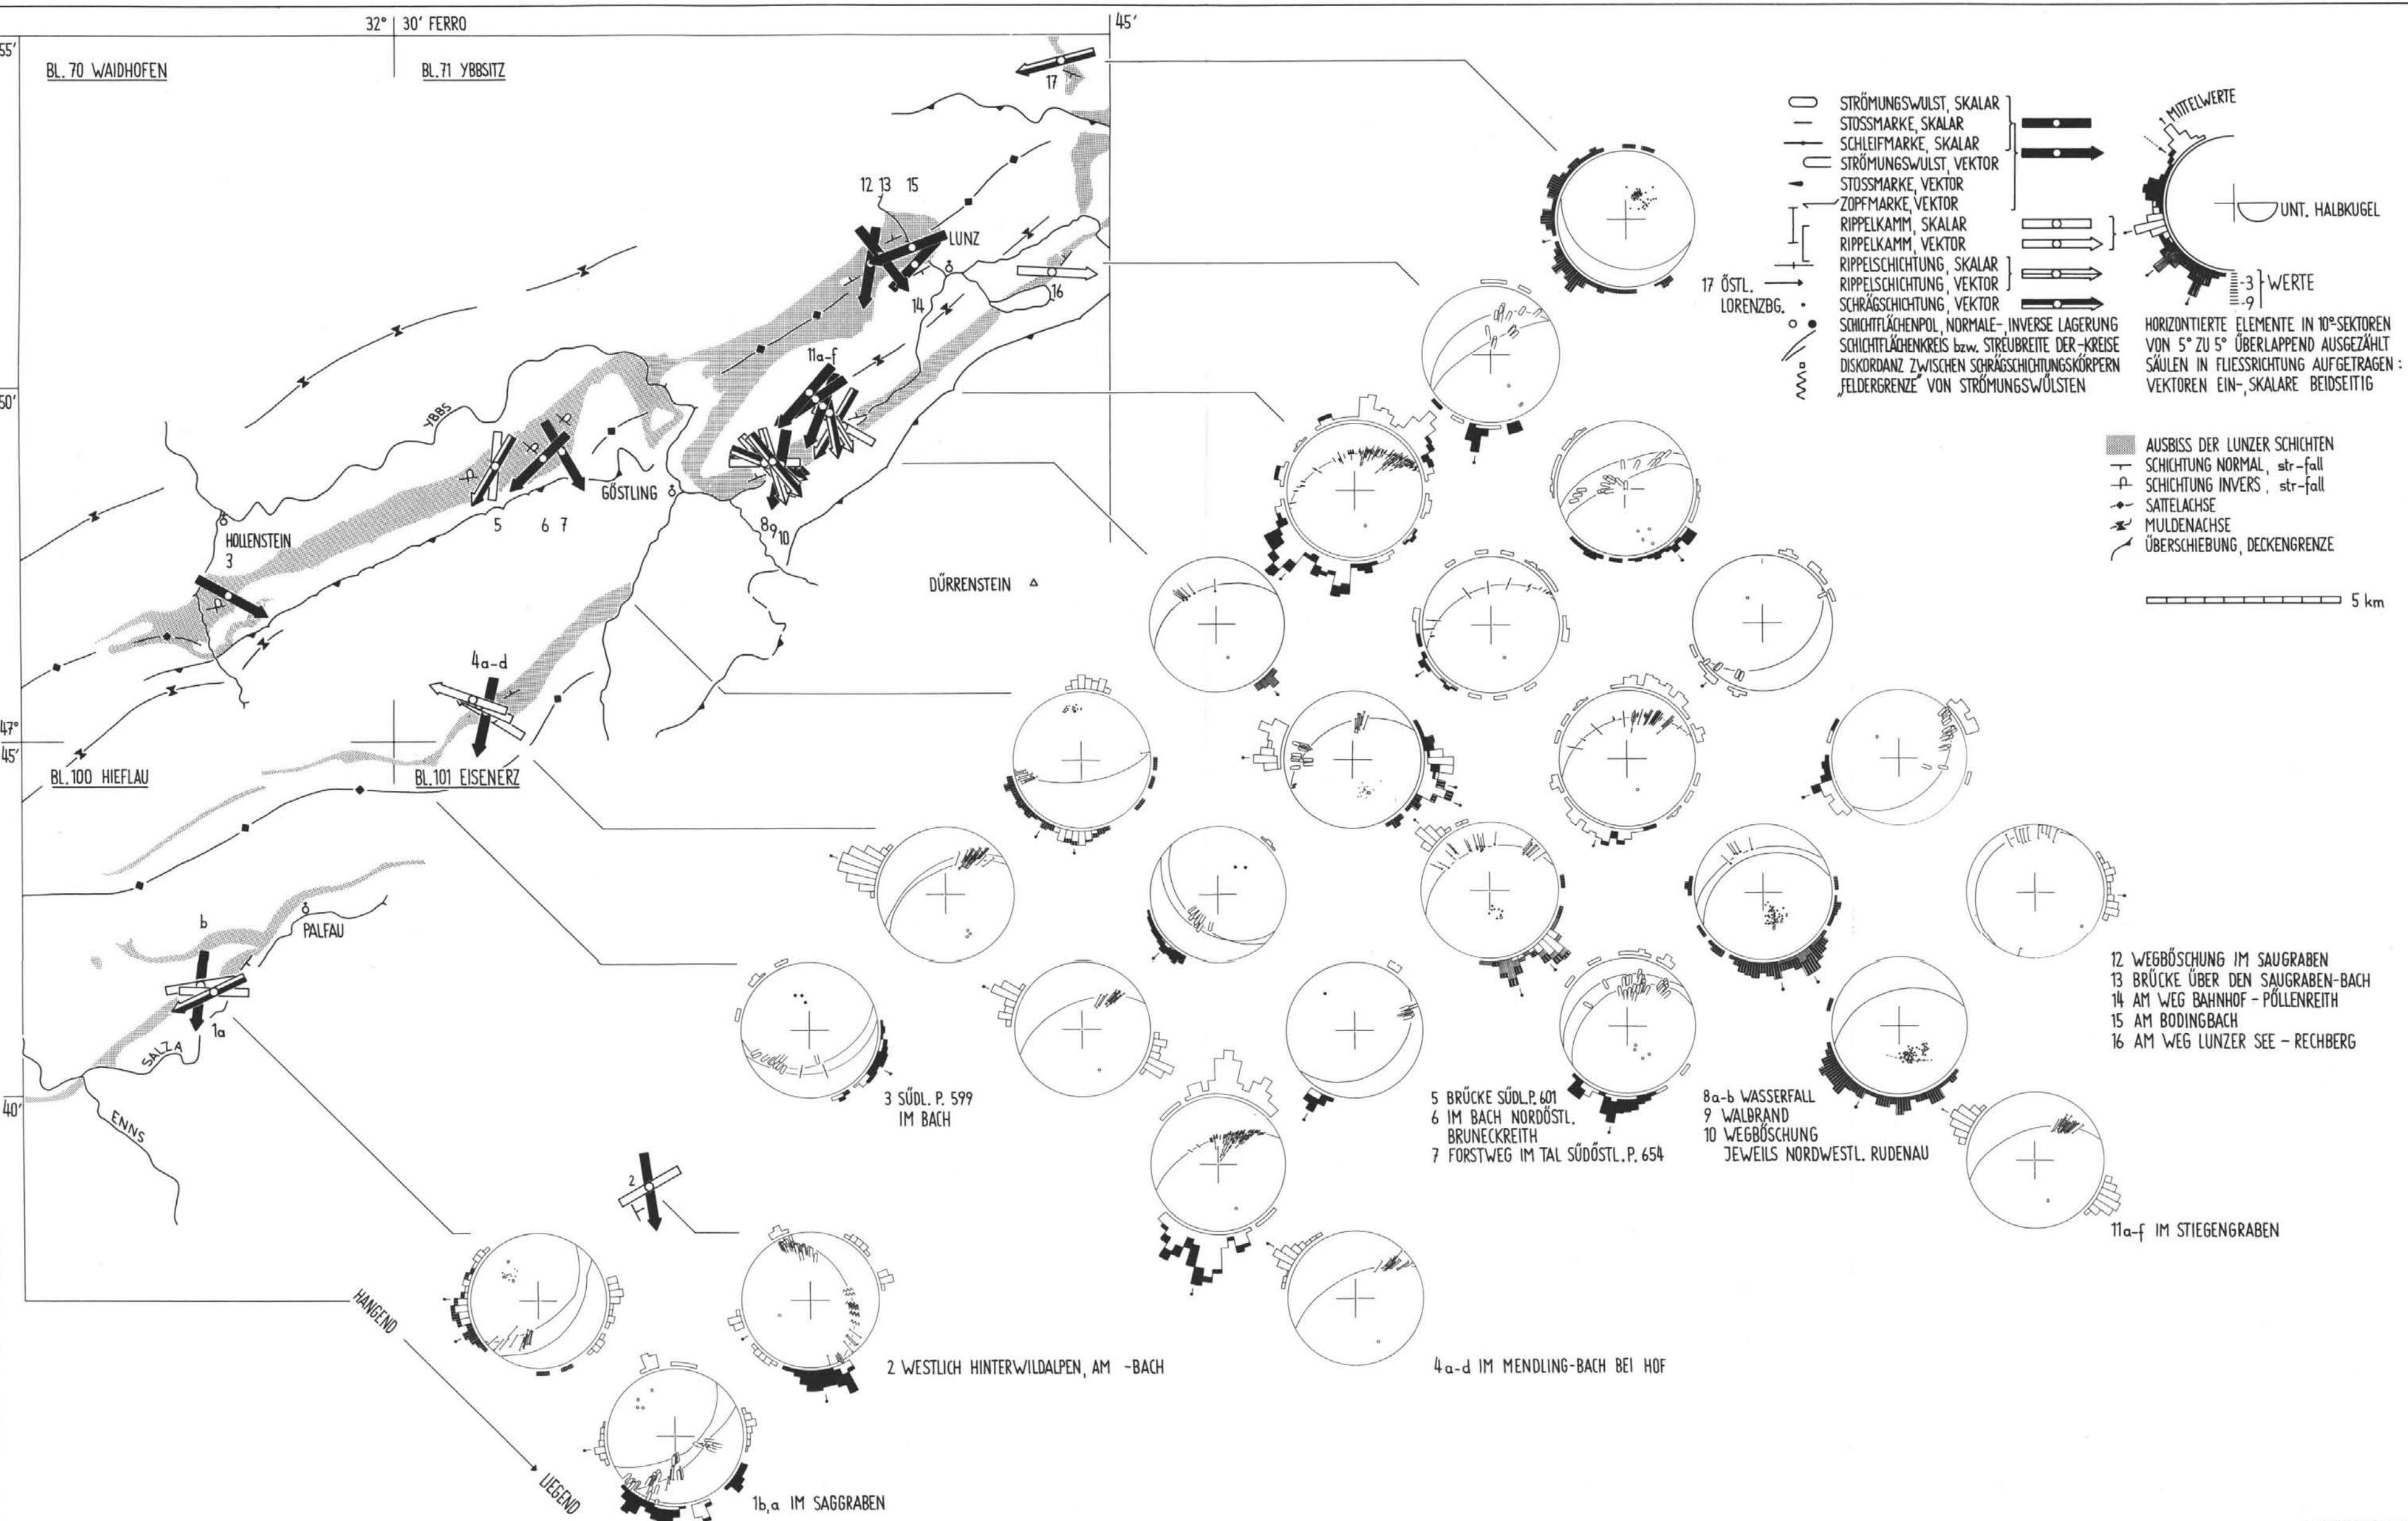 32° 30′ FERRO
45′
55′
BL. 70 WAIDHOFEN
BL. 71 YBBSITZ
17
12 13 15
LUNZ
14
16
11a-f
50′
YBBS
GÖSTLING
5
6 7
8 9 10
HOLLENSTEIN
3
DÜRRENSTEIN
4a-d
47°
45′
BL. 100 HIEFLAU
BL. 101 EISENERZ
b
PALFAU
1a
SALZA
40′
ENNS
2
HANGEND
LIEGEND
STRÖMUNGSWULST, SKALAR
STOSSMARKE, SKALAR
SCHLEIFMARKE, SKALAR
STRÖMUNGSWULST, VEKTOR
STOSSMARKE, VEKTOR
ZOPFMARKE, VEKTOR
RIPPELKAMM, SKALAR
RIPPELKAMM, VEKTOR
RIPPELSCHICHTUNG, SKALAR
RIPPELSCHICHTUNG, VEKTOR
SCHRÄGSCHICHTUNG, VEKTOR
SCHICHTFLÄCHENPOL, NORMALE-, INVERSE LAGERUNG
SCHICHTFLÄCHENKREIS bzw. STREUBREITE DER -KREISE
DISKORDANZ ZWISCHEN SCHRÄGSCHICHTUNGSKÖRPERN
„FELDERGRENZE" VON STRÖMUNGSWÜLSTEN
MITTELWERTE
UNT. HALBKUGEL
-3
-9
WERTE
HORIZONTIERTE ELEMENTE IN 10°-SEKTOREN
VON 5° ZU 5° ÜBERLAPPEND AUSGEZÄHLT
SÄULEN IN FLIESSRICHTUNG AUFGETRAGEN:
VEKTOREN EIN-, SKALARE BEIDSEITIG
AUSBISS DER LUNZER SCHICHTEN
SCHICHTUNG NORMAL, str-fall
SCHICHTUNG INVERS, str-fall
SATTELACHSE
MULDENACHSE
ÜBERSCHIEBUNG, DECKENGRENZE
5 km
17 ÖSTL.
LORENZBG.
12 WEGBÖSCHUNG IM SAUGRABEN
13 BRÜCKE ÜBER DEN SAUGRABEN-BACH
14 AM WEG BAHNHOF - PÖLLENREITH
15 AM BODINGBACH
16 AM WEG LUNZER SEE - RECHBERG
3 SÜDL. P. 599
IM BACH
5 BRÜCKE SÜDL. P. 601
6 IM BACH NORDÖSTL.
BRUNECKREITH
7 FORSTWEG IM TAL SÜDÖSTL. P. 654
8a-b WASSERFALL
9 WALDRAND
10 WEGBÖSCHUNG
JEWEILS NORDWESTL. RUDENAU
11a-f IM STIEGENGRABEN
2 WESTLICH HINTERWILDALPEN, AM -BACH
4a-d IM MENDLING-BACH BEI HOF
1b,a IM SAGGRABEN